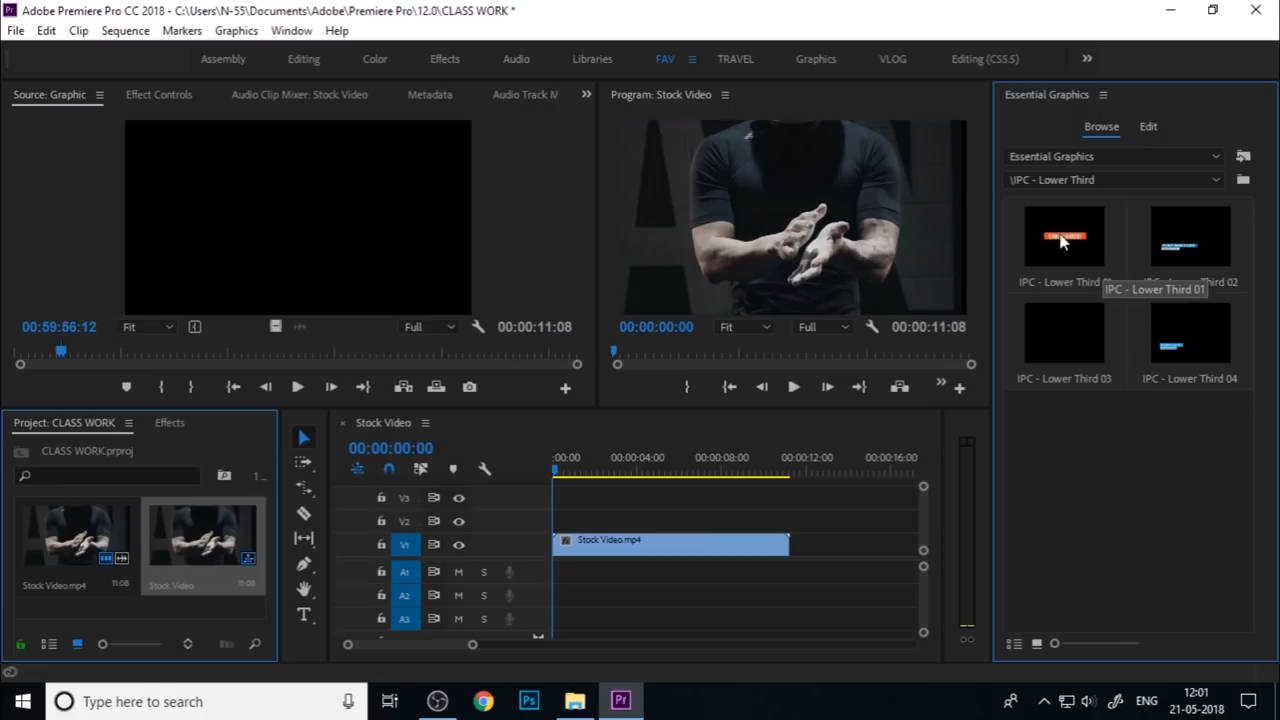 Adobe Premiere Pro CC 2018 - C:\Users\N-55\Documents\Adobe\Premiere Pro\12.0\CLASS WORK *
File Edit Clip Sequence Markers Graphics Window Help
Assembly Editing Color Effects Audio Libraries FAV TRAVEL Graphics VLOG Editing (CS5.5)
Source: Graphic Effect Controls Audio Clip Mixer: Stock Video Metadata Audio Track M
Program: Stock Video
Essential Graphics
Browse Edit
Essential Graphics
\IPC - Lower Third
IPC - Lower Third 02
IPC - Lower Third 01
IPC - Lower Third 03 IPC - Lower Third 04
00:59:56:12 Fit Full 00:00:11:08
00:00:00:00 Fit Full 00:00:11:08
Project: CLASS WORK Effects
CLASS WORK.prproj
1...
Stock Video.mp4 11:08 Stock Video 11:08
Stock Video
00:00:00:00
:00:00 00:00:04:00 00:00:08:00 00:00:12:00 00:00:16:00
V3
V2
V1 Stock Video.mp4
A1 M S
A2 M S
A3 M S
Type here to search
Ps
Pr
ENG
12:01
21-05-2018